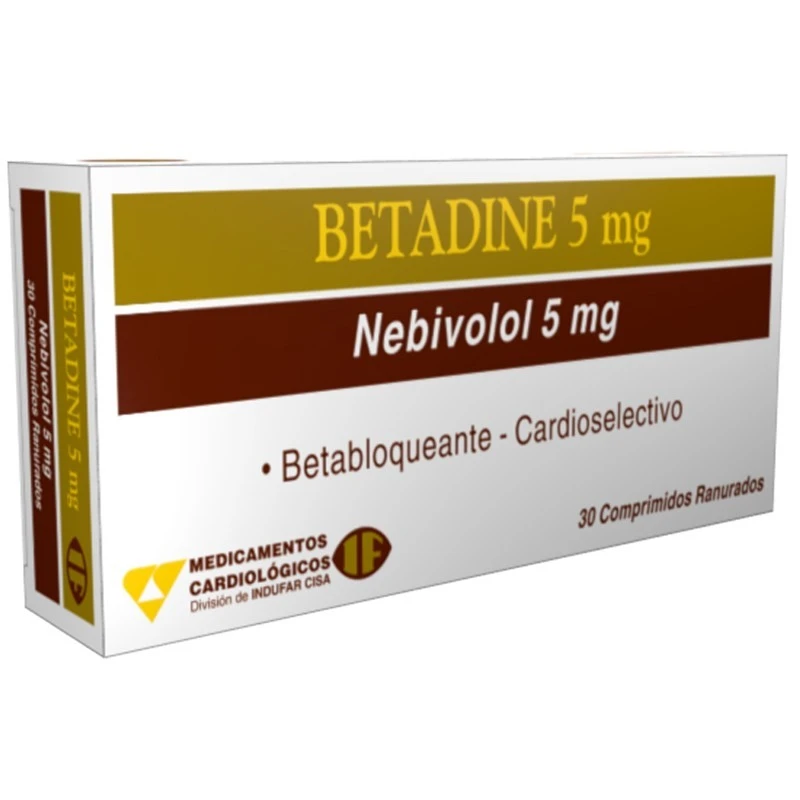 BETADINE 5 mg
Nebivolol 5 mg
• Betabloqueante - Cardioselectivo
30 Comprimidos Ranurados
MEDICAMENTOS
CARDIOLÓGICOS
División de INDUFAR CISA
IF
BETADINE 5 mg
Nebivolol 5 mg
30 Comprimidos Ranurados
IF